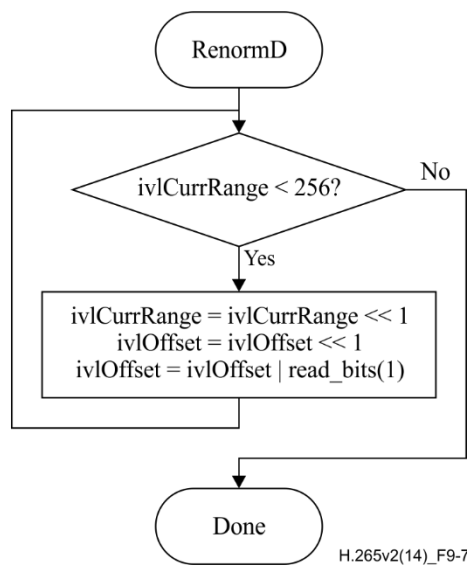 RenormD
ivlCurrRange < 256?
No
Yes
ivlCurrRange = ivlCurrRange << 1
ivlOffset = ivlOffset << 1
ivlOffset = ivlOffset | read_bits(1)
Done
H.265v2(14)_F9-7